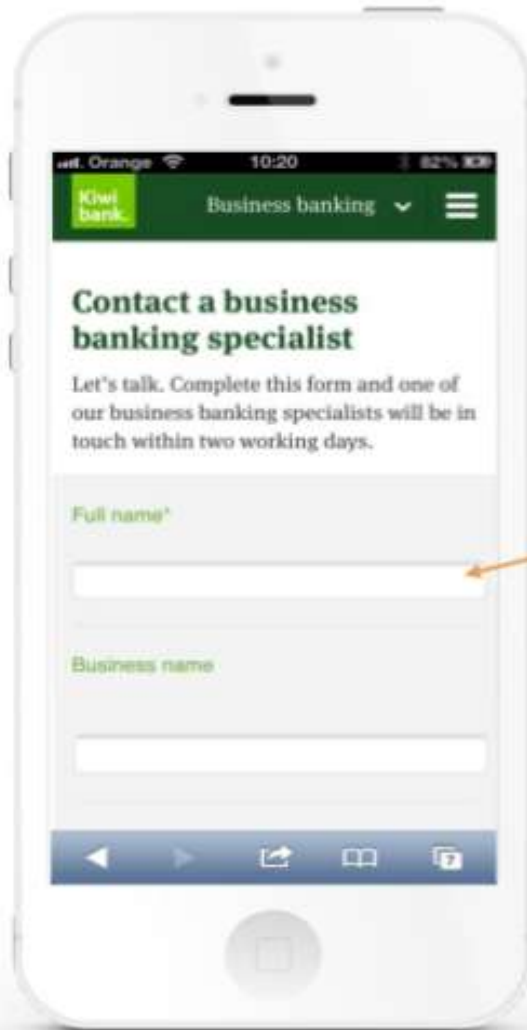 Orange 10:20 82%
Kiwi
bank.
Business banking
Contact a business
banking specialist
Let's talk. Complete this form and one of
our business banking specialists will be in
touch within two working days.
Full name*
Business name
7